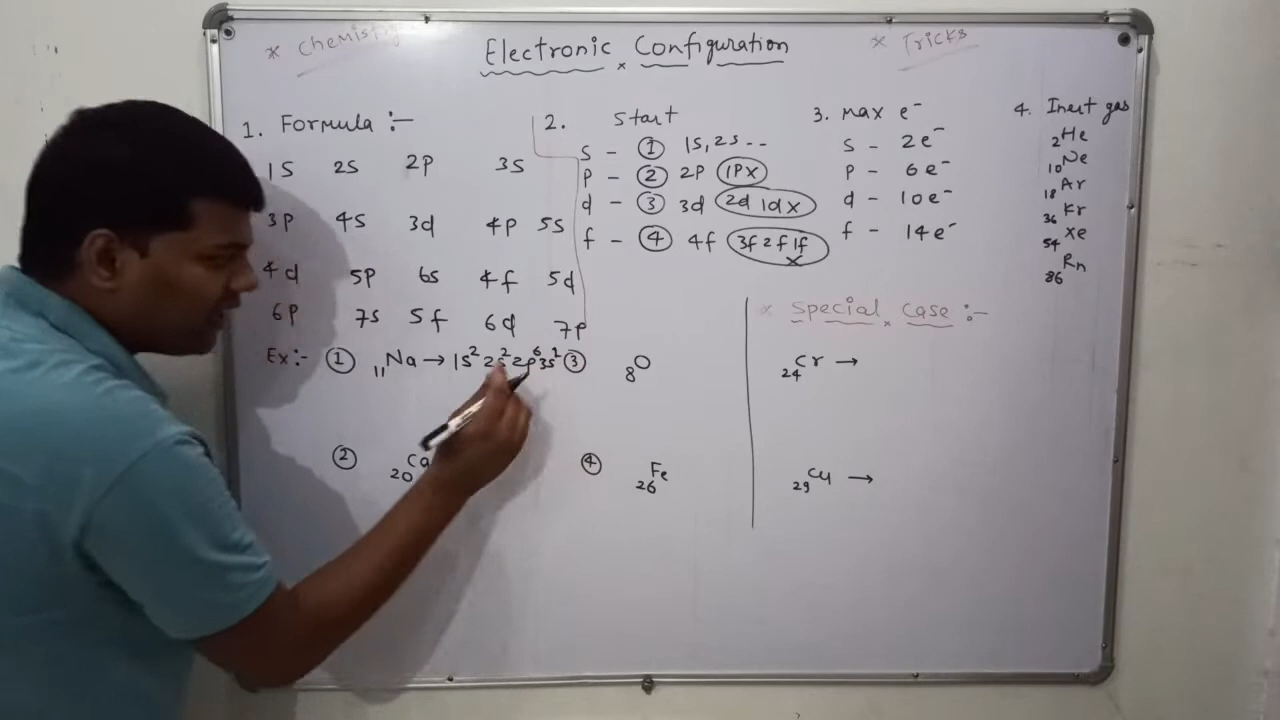 * Chemistry
Electronic Configuration
* Tricks
1. Formula :-
1S 2S 2P 3S
3P 4S 3d 4P 5S
4d 5P 6S 4f 5d
6P 7S 5f 6d 7P
2. Start
S - ① 1S, 2S - -
P - ② 2P 1P x
d - ③ 3d 2d 1d x
f - ④ 4f 3f 2f 1f x
3. Max e⁻
S - 2e⁻
P - 6e⁻
d - 10e⁻
f - 14e⁻
4. Inert gas
₂He
₁₀Ne
₁₈Ar
₃₆Kr
₅₄Xe
₈₆Rn
Ex:- ① ₁₁Na → 1S² 2S² 2P⁶ 3S¹
② ₂₀Ca
③ ₈O
④ ₂₆Fe
* Special Case :-
₂₄Cr →
₂₉Cu →